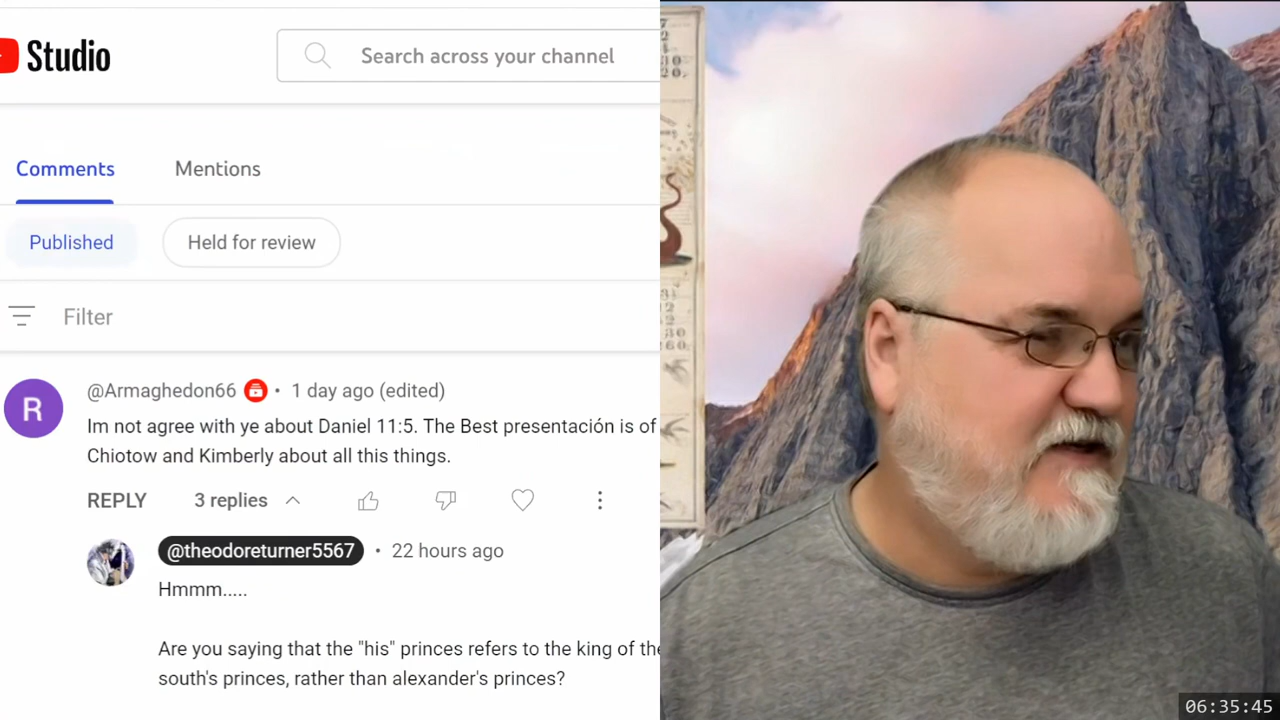 Studio
Search across your channel
Comments
Mentions
Published
Held for review
Filter
R
@Armaghedon66 • 1 day ago (edited)
Im not agree with ye about Daniel 11:5. The Best presentación is of
Chiotow and Kimberly about all this things.
REPLY 3 replies
@theodoreturner5567 • 22 hours ago
Hmmm.....
Are you saying that the "his" princes refers to the king of the
south's princes, rather than alexander's princes?
06:35:45